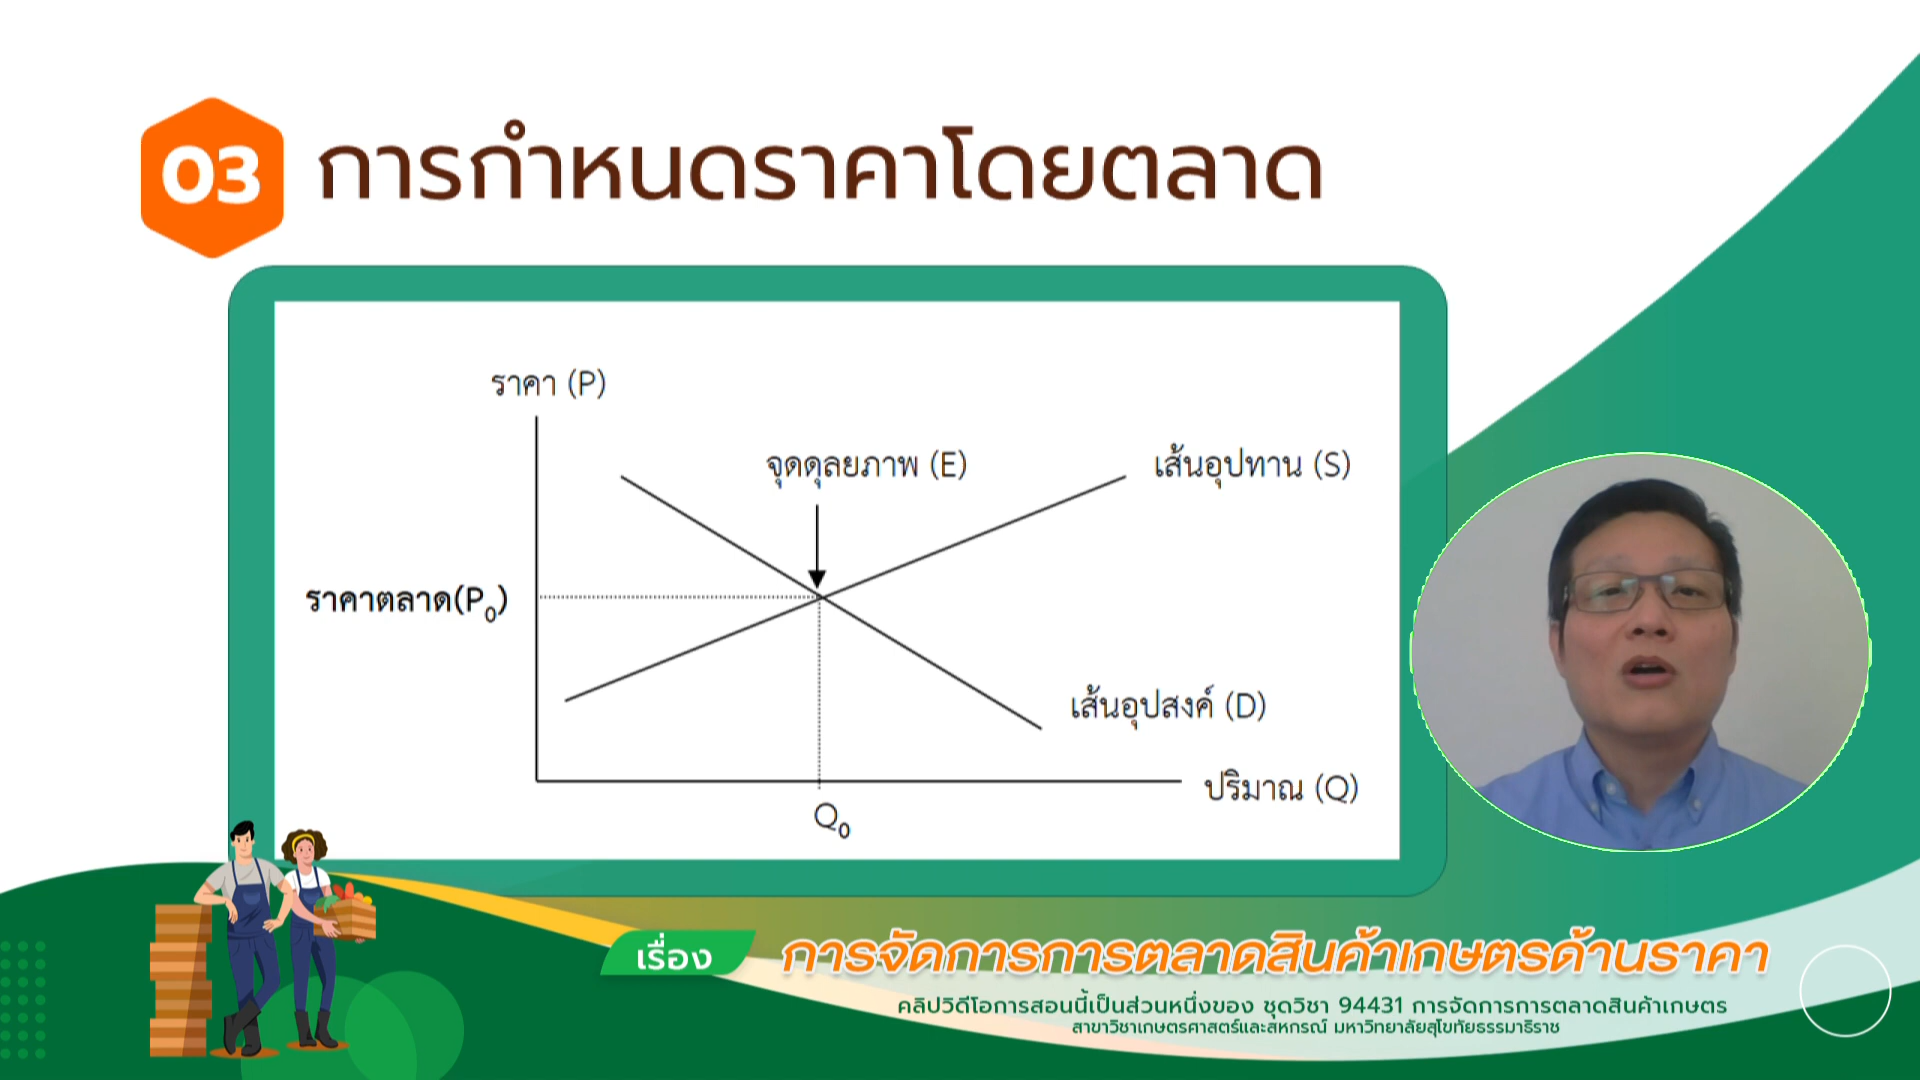 03 การกำหนดราคาโดยตลาด
ราคา (P)
จุดดุลยภาพ (E)
เส้นอุปทาน (S)
ราคาตลาด(P₀)
เส้นอุปสงค์ (D)
ปริมาณ (Q)
Q₀
เรื่อง การจัดการการตลาดสินค้าเกษตรด้านราคา
คลิปวิดีโอการสอนนี้เป็นส่วนหนึ่งของ ชุดวิชา 94431 การจัดการการตลาดสินค้าเกษตร
สาขาวิชาเกษตรศาสตร์และสหกรณ์ มหาวิทยาลัยสุโขทัยธรรมาธิราช